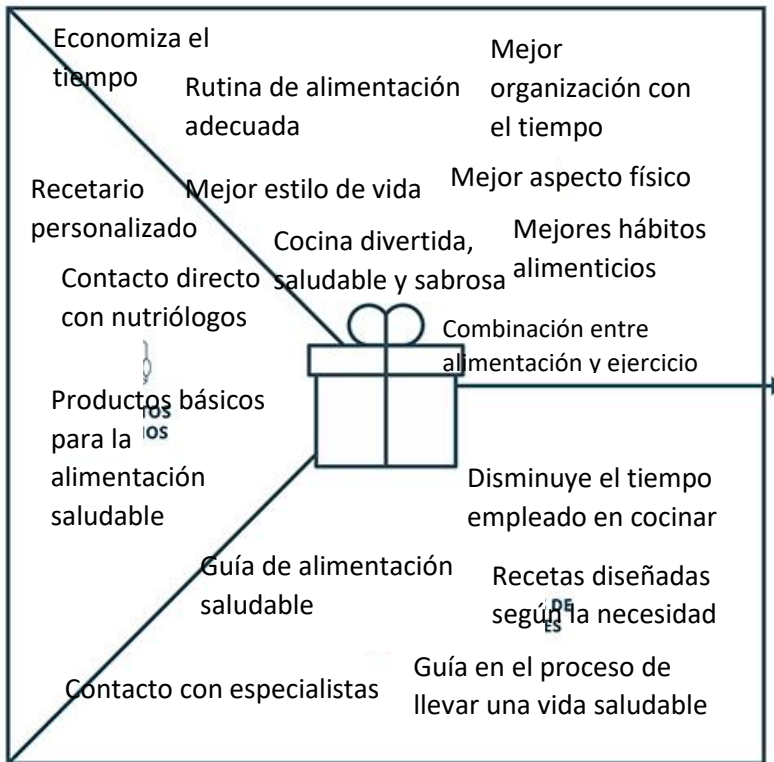 Economiza el
tiempo
Rutina de alimentación
adecuada
Mejor
organización con
el tiempo
Recetario
personalizado
Mejor estilo de vida
Mejor aspecto físico
Cocina divertida,
saludable y sabrosa
Mejores hábitos
alimenticios
Contacto directo
con nutriólogos
Combinación entre
alimentación y ejercicio
Productos básicos
para la
alimentación
saludable
Disminuye el tiempo
empleado en cocinar
Guía de alimentación
saludable
Recetas diseñadas
según la necesidad
DE
Contacto con especialistas
Guía en el proceso de
llevar una vida saludable